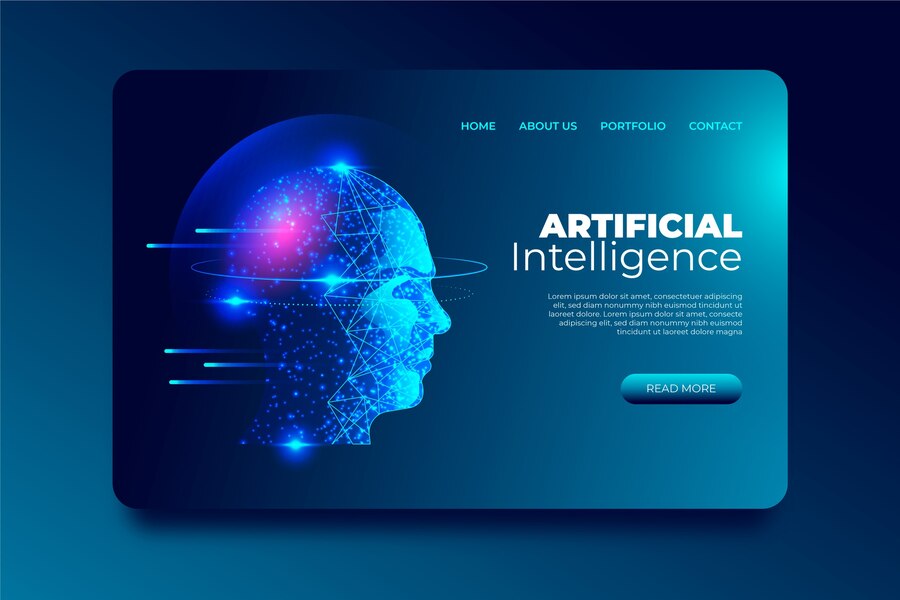 HOME ABOUT US PORTFOLIO CONTACT
ARTIFICIAL
Intelligence
Lorem ipsum dolor sit amet, consectetuer adipiscing
elit, sed diam nonummy nibh euismod tincidunt ut
laoreet dolore. Lorem ipsum dolor sit amet, consectetuer
adipiscing elit, sed diam nonummy nibh euismod
tincidunt ut laoreet dolore magna
READ MORE